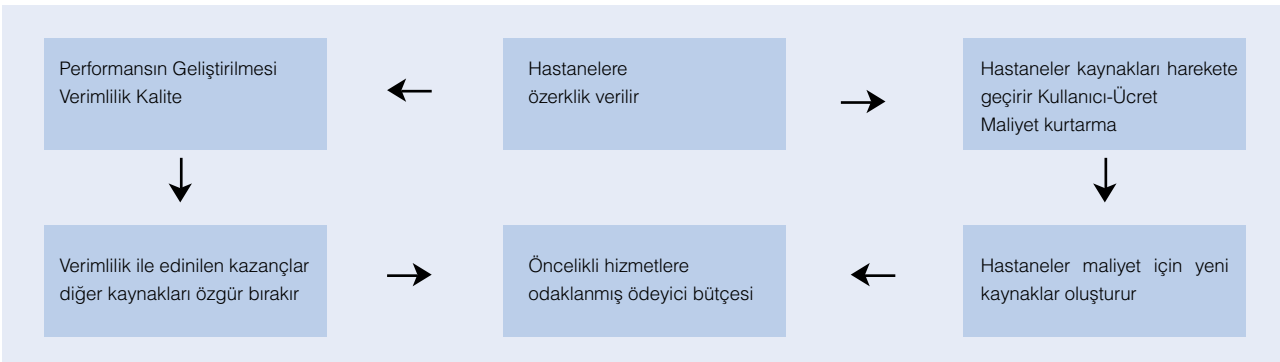 Performansın Geliştirilmesi
Verimlilik Kalite
Hastanelere
özerklik verilir
Hastaneler kaynakları harekete
geçirir Kullanıcı-Ücret
Maliyet kurtarma
Verimlilik ile edinilen kazançlar
diğer kaynakları özgür bırakır
Öncelikli hizmetlere
odaklanmış ödeyici bütçesi
Hastaneler maliyet için yeni
kaynaklar oluşturur